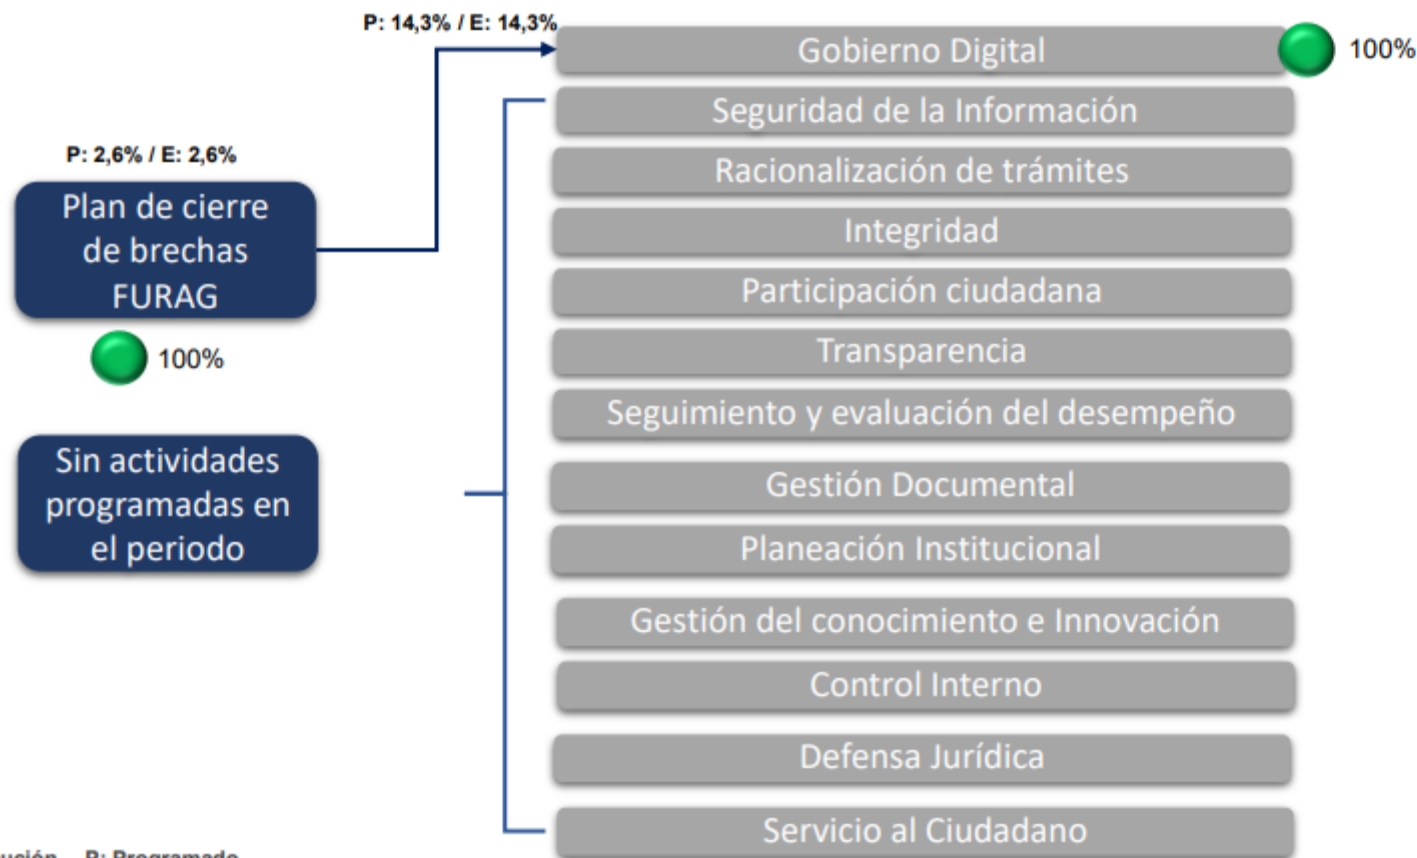 P: 14,3% / E: 14,3%
Gobierno Digital
100%
Seguridad de la Información
P: 2,6% / E: 2,6%
Racionalización de trámites
Plan de cierre
de brechas
FURAG
Integridad
Participación ciudadana
100%
Transparencia
Seguimiento y evaluación del desempeño
Sin actividades
programadas en
el periodo
Gestión Documental
Planeación Institucional
Gestión del conocimiento e Innovación
Control Interno
Defensa Jurídica
Servicio al Ciudadano
P: Programado